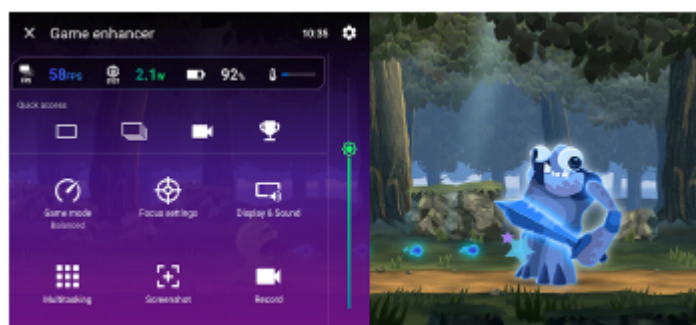 Game enhancer 10:35
58FPS 2.1W 92%
Quick access
Game mode Focus settings Display & Sound
Balanced
Multitasking Screenshot Record